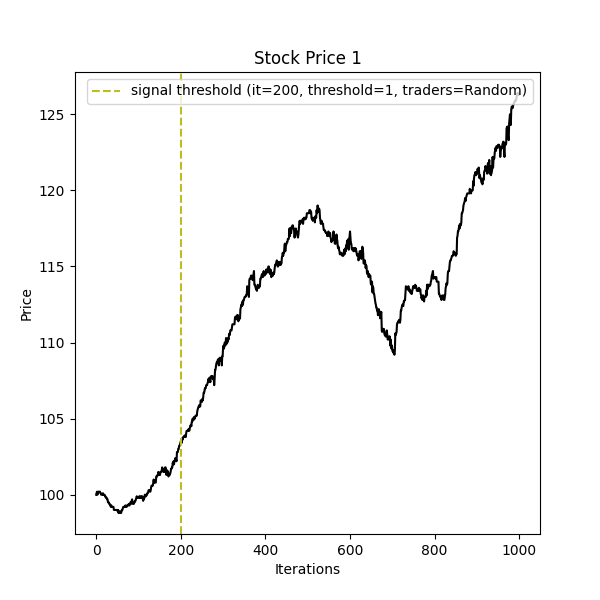 Stock Price 1
signal threshold (it=200, threshold=1, traders=Random)
125
120
115
110
105
100
Price
0 200 400 600 800 1000
Iterations